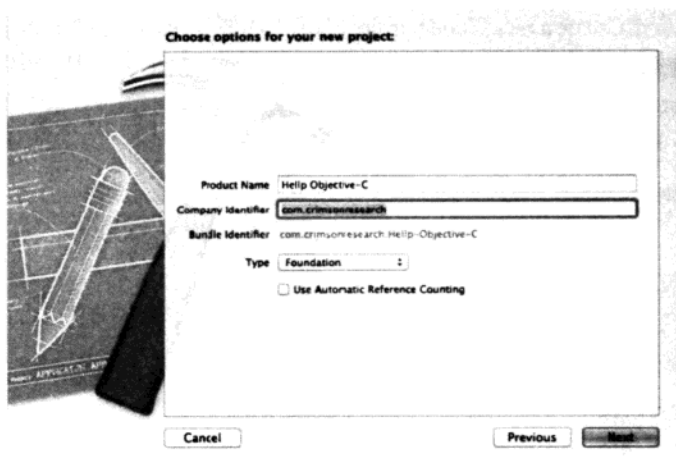 Choose options for your new project:
Product Name Hellp Objective-C
Company Identifier com.crimsonresearch
Bundle Identifier com.crimsonresearch.Hellp-Objective-C
Type Foundation
Use Automatic Reference Counting
Cancel Previous Next